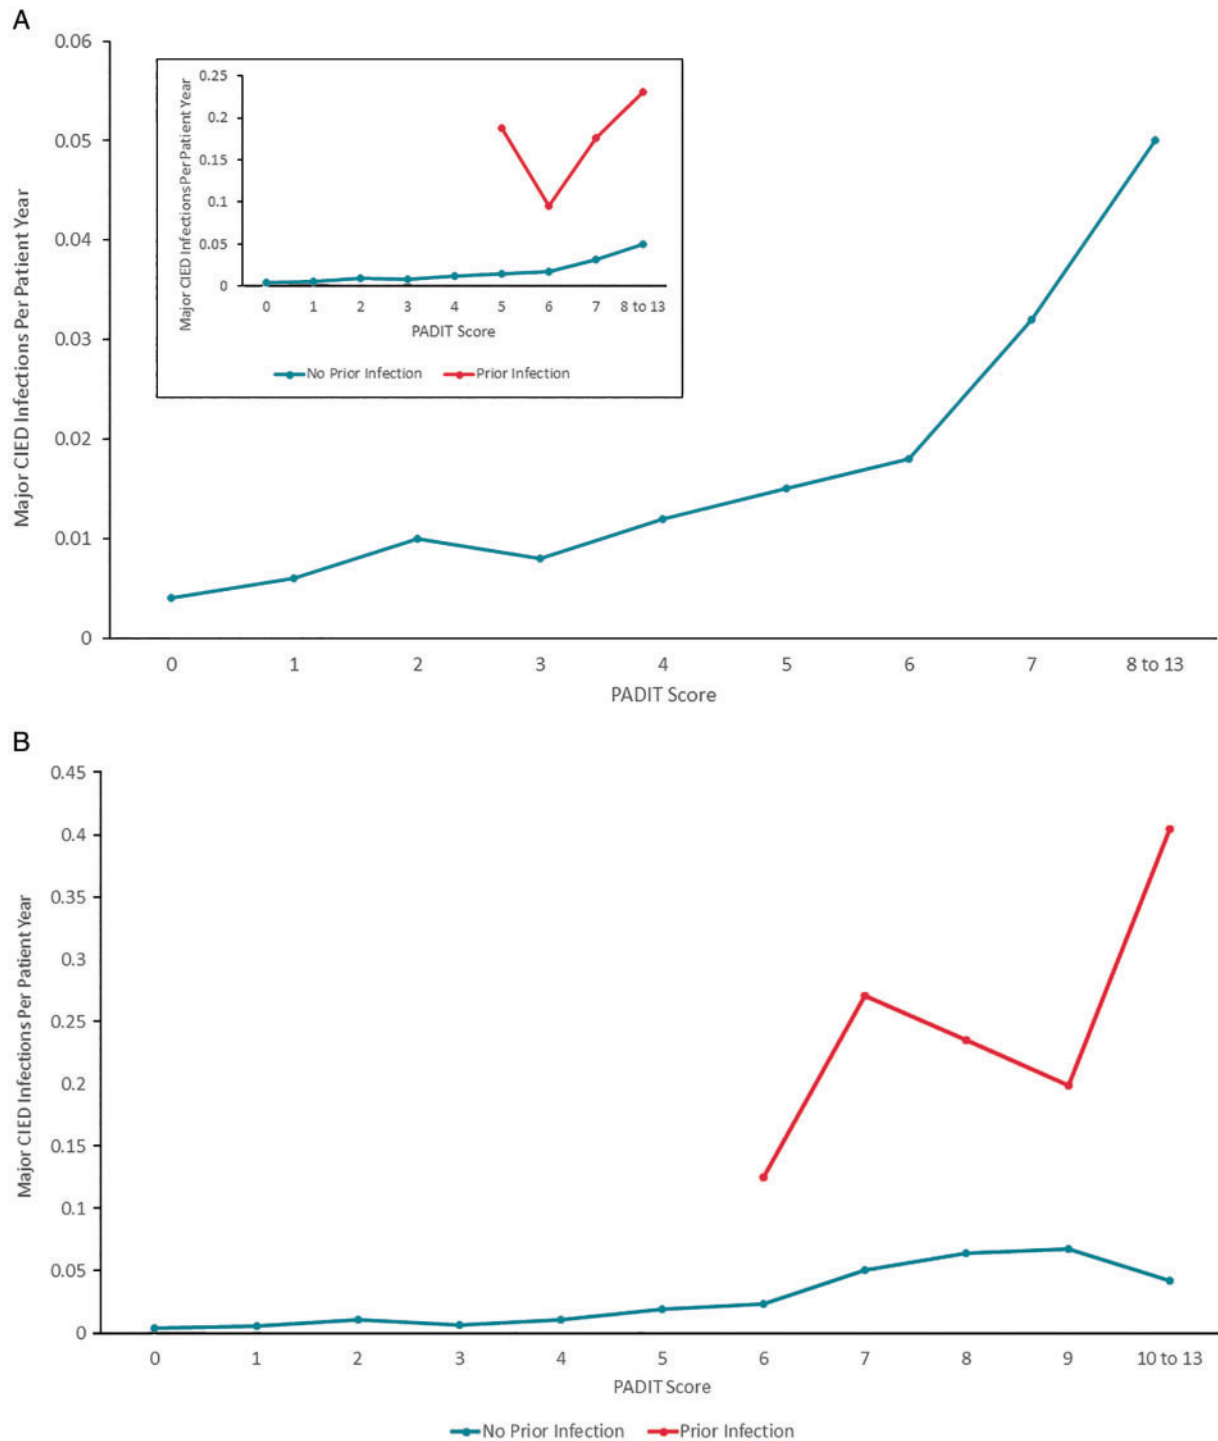 A
Major CIED Infections Per Patient Year
0.06
0.05
0.04
0.03
0.02
0.01
0
0 1 2 3 4 5 6 7 8 to 13
PADIT Score
Major CIED Infections Per Patient Year
0.25
0.2
0.15
0.1
0.05
0
0 1 2 3 4 5 6 7 8 to 13
PADIT Score
No Prior Infection Prior Infection
B
Major CIED Infections Per Patient Year
0.45
0.4
0.35
0.3
0.25
0.2
0.15
0.1
0.05
0
0 1 2 3 4 5 6 7 8 9 10 to 13
PADIT Score
No Prior Infection Prior Infection